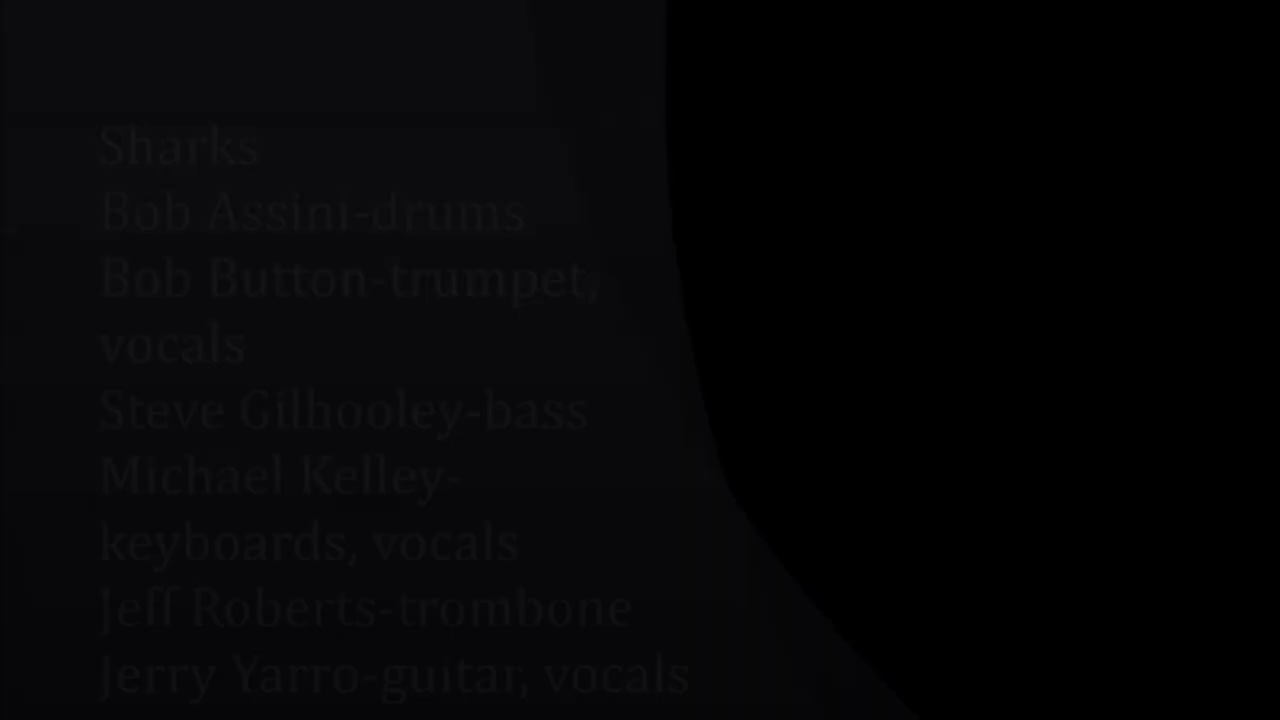 Sharks
Bob Assini-drums
Bob Button-trumpet,
vocals
Steve Gilhooley-bass
Michael Kelley-
keyboards, vocals
Jeff Roberts-trombone
Jerry Yarro-guitar, vocals